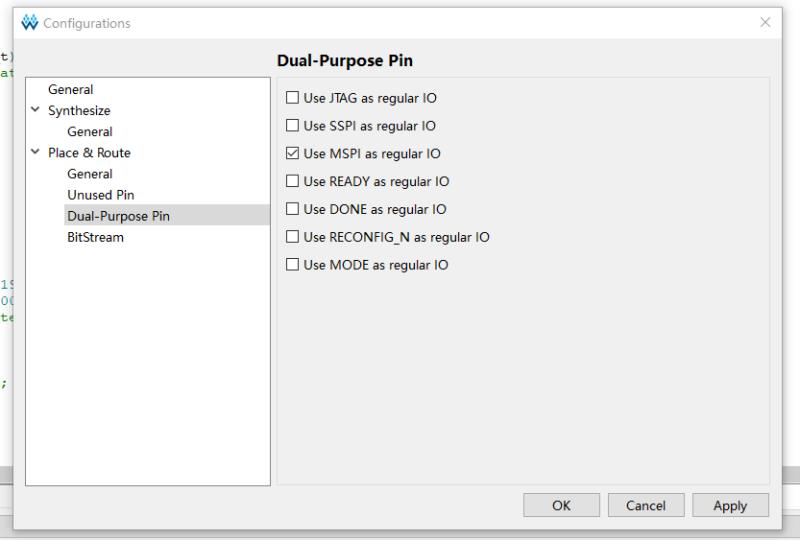 Configurations
Dual-Purpose Pin
General
Synthesize
General
Place & Route
General
Unused Pin
Dual-Purpose Pin
BitStream
Use JTAG as regular IO
Use SSPI as regular IO
Use MSPI as regular IO
Use READY as regular IO
Use DONE as regular IO
Use RECONFIG_N as regular IO
Use MODE as regular IO
OK
Cancel
Apply